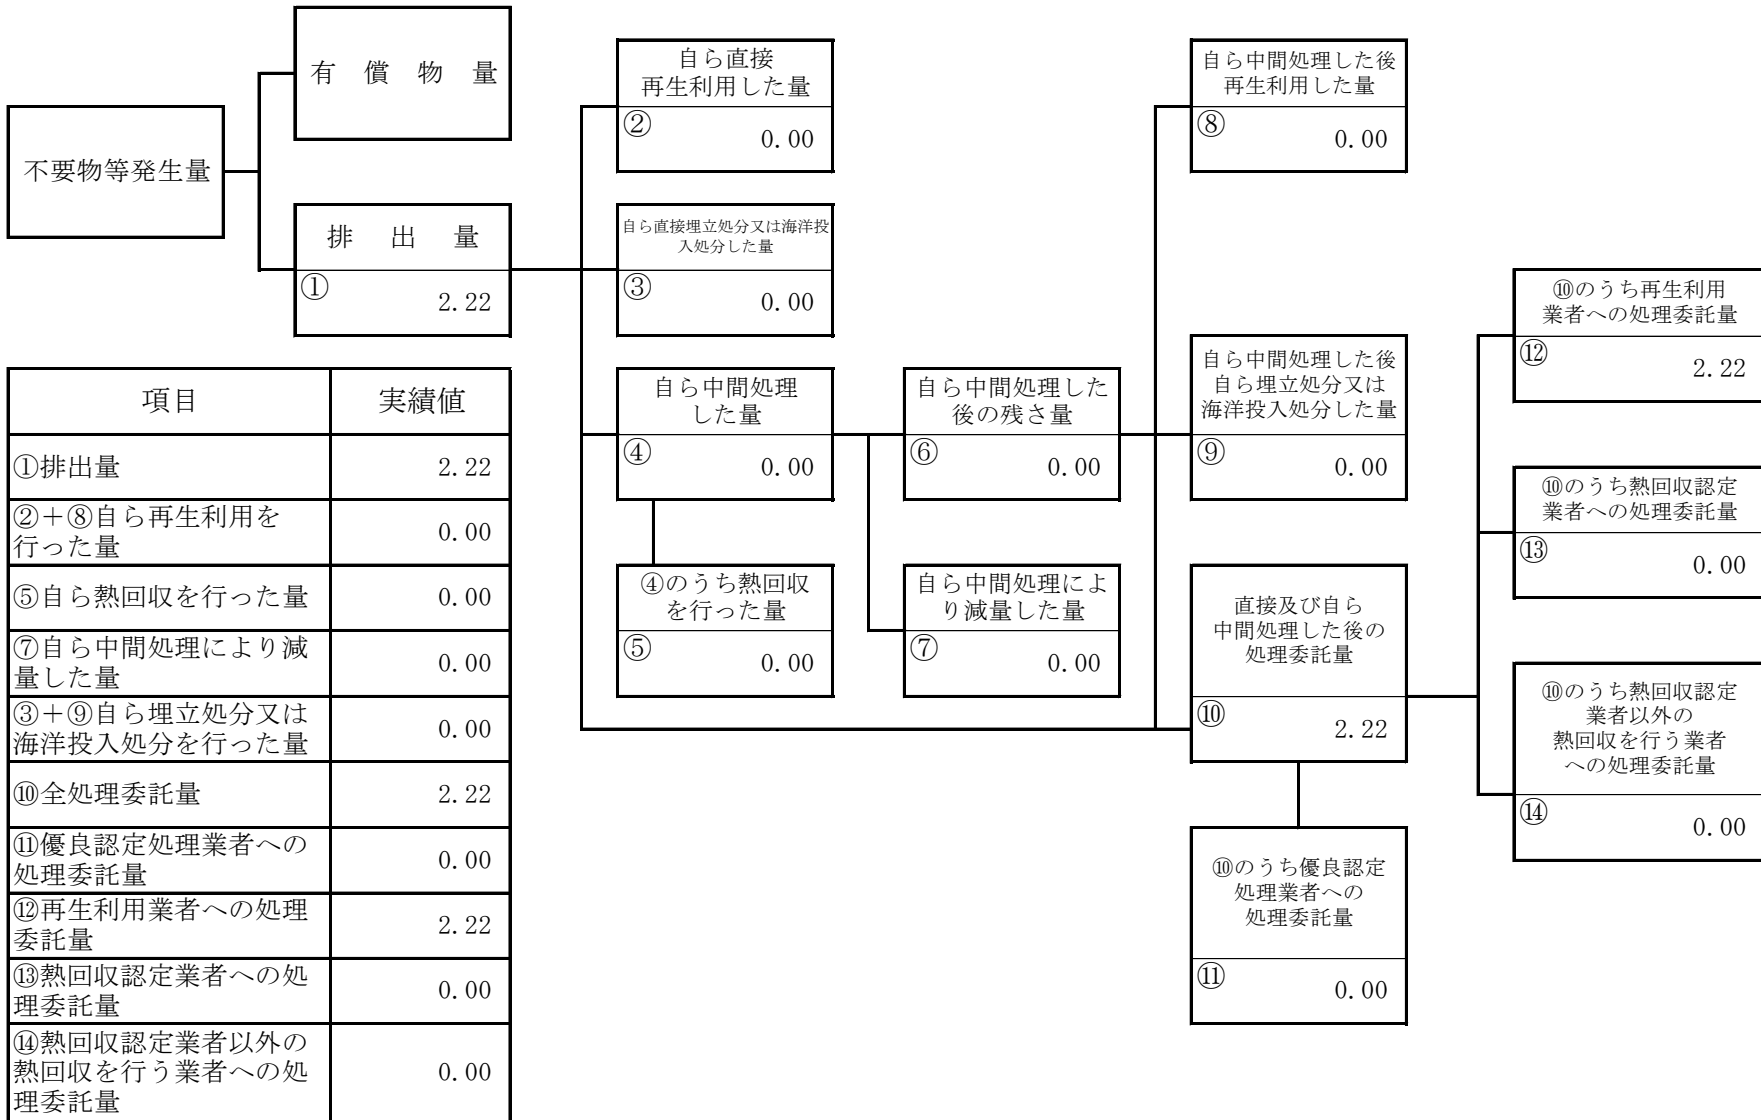 不要物等発生量
有　償　物　量
排　出　量
①
2.22
自ら直接
再生利用した量
②
0.00
自ら直接埋立処分又は海洋投
入処分した量
③
0.00
自ら中間処理
した量
④
0.00
④のうち熱回収
を行った量
⑤
0.00
自ら中間処理した
後の残さ量
⑥
0.00
自ら中間処理によ
り減量した量
⑦
0.00
自ら中間処理した後
再生利用した量
⑧
0.00
自ら中間処理した後
自ら埋立処分又は
海洋投入処分した量
⑨
0.00
直接及び自ら
中間処理した後の
処理委託量
⑩
2.22
⑩のうち優良認定
処理業者への
処理委託量
⑪
0.00
⑩のうち再生利用
業者への処理委託量
⑫
2.22
⑩のうち熱回収認定
業者への処理委託量
⑬
0.00
⑩のうち熱回収認定
業者以外の
熱回収を行う業者
への処理委託量
⑭
0.00
項目 実績値
①排出量 2.22
②＋⑧自ら再生利用を
行った量 0.00
⑤自ら熱回収を行った量 0.00
⑦自ら中間処理により減
量した量 0.00
③＋⑨自ら埋立処分又は
海洋投入処分を行った量 0.00
⑩全処理委託量 2.22
⑪優良認定処理業者への
処理委託量 0.00
⑫再生利用業者への処理
委託量 2.22
⑬熱回収認定業者への処
理委託量 0.00
⑭熱回収認定業者以外の
熱回収を行う業者への処
理委託量 0.00